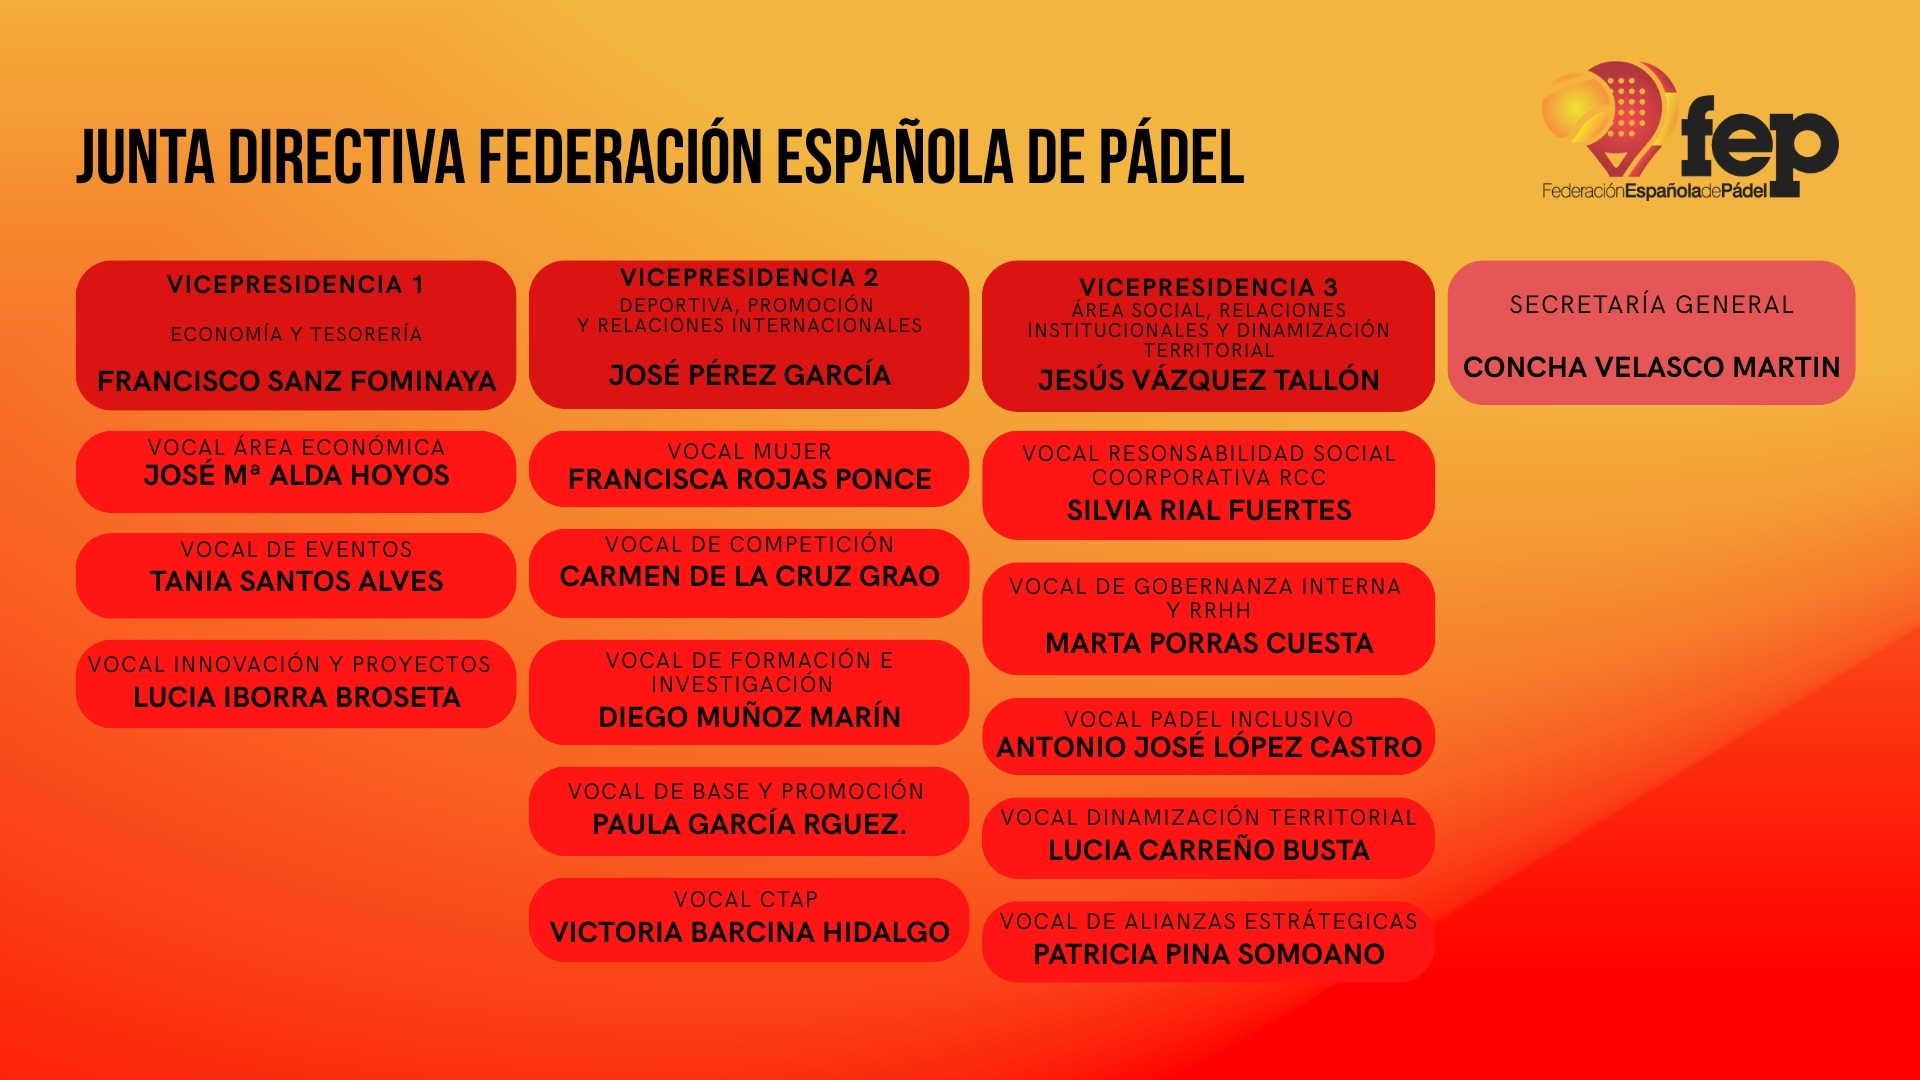 JUNTA DIRECTIVA FEDERACIÓN ESPAÑOLA DE PÁDEL
fep
FederaciónEspañoladePádel
VICEPRESIDENCIA 1
ECONOMÍA Y TESORERÍA
FRANCISCO SANZ FOMINAYA
VOCAL ÁREA ECONÓMICA
JOSÉ Mª ALDA HOYOS
VOCAL DE EVENTOS
TANIA SANTOS ALVES
VOCAL INNOVACIÓN Y PROYECTOS
LUCIA IBORRA BROSETA
VICEPRESIDENCIA 2
DEPORTIVA, PROMOCIÓN
Y RELACIONES INTERNACIONALES
JOSÉ PÉREZ GARCÍA
VOCAL MUJER
FRANCISCA ROJAS PONCE
VOCAL DE COMPETICIÓN
CARMEN DE LA CRUZ GRAO
VOCAL DE FORMACIÓN E
INVESTIGACIÓN
DIEGO MUÑOZ MARÍN
VOCAL DE BASE Y PROMOCIÓN
PAULA GARCÍA RGUEZ.
VOCAL CTAP
VICTORIA BARCINA HIDALGO
VICEPRESIDENCIA 3
ÁREA SOCIAL, RELACIONES
INSTITUCIONALES Y DINAMIZACIÓN
TERRITORIAL
JESÚS VÁZQUEZ TALLÓN
VOCAL RESONSABILIDAD SOCIAL
COORPORATIVA RCC
SILVIA RIAL FUERTES
VOCAL DE GOBERNANZA INTERNA
Y RRHH
MARTA PORRAS CUESTA
VOCAL PADEL INCLUSIVO
ANTONIO JOSÉ LÓPEZ CASTRO
VOCAL DINAMIZACIÓN TERRITORIAL
LUCIA CARREÑO BUSTA
VOCAL DE ALIANZAS ESTRÁTEGICAS
PATRICIA PINA SOMOANO
SECRETARÍA GENERAL
CONCHA VELASCO MARTIN